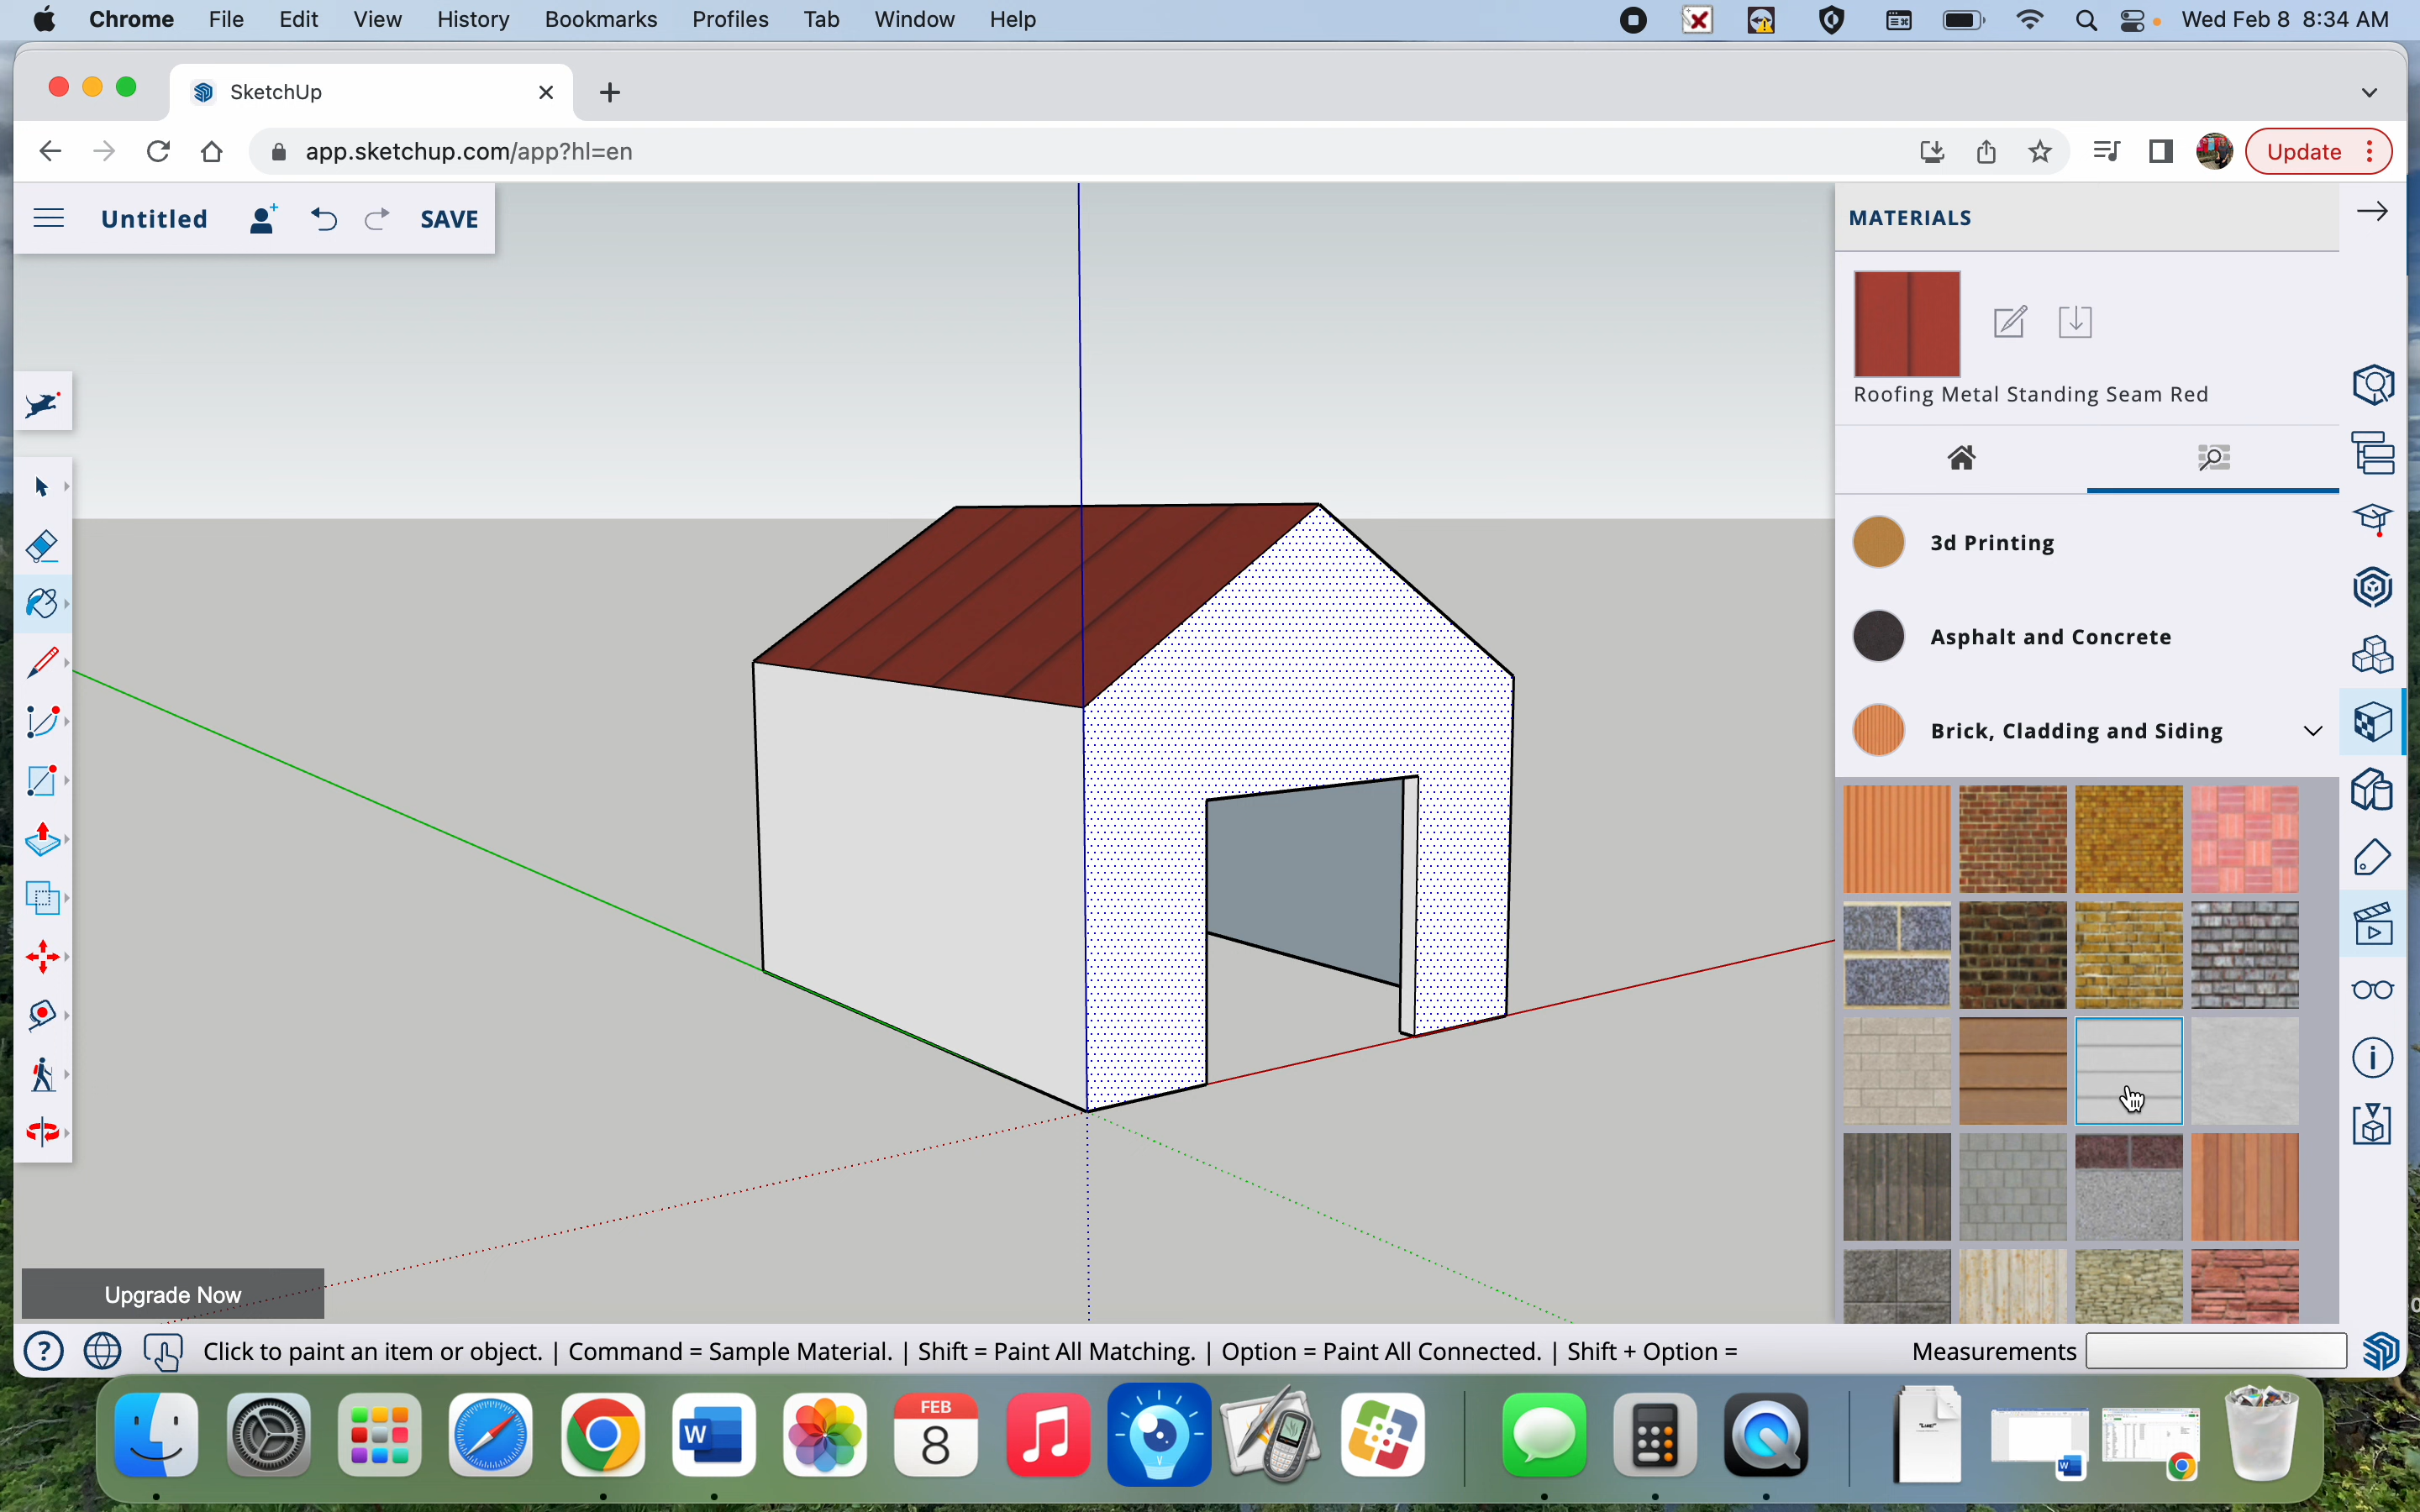 Chrome File Edit View History Bookmarks Profiles Tab Window Help Wed Feb 8 8:34 AM
SketchUp
app.sketchup.com/app?hl=en Update
Untitled SAVE
MATERIALS
Roofing Metal Standing Seam Red
3d Printing
Asphalt and Concrete
Brick, Cladding and Siding
Upgrade Now
Click to paint an item or object. | Command = Sample Material. | Shift = Paint All Matching. | Option = Paint All Connected. | Shift + Option = Measurements
FEB
8
W
W